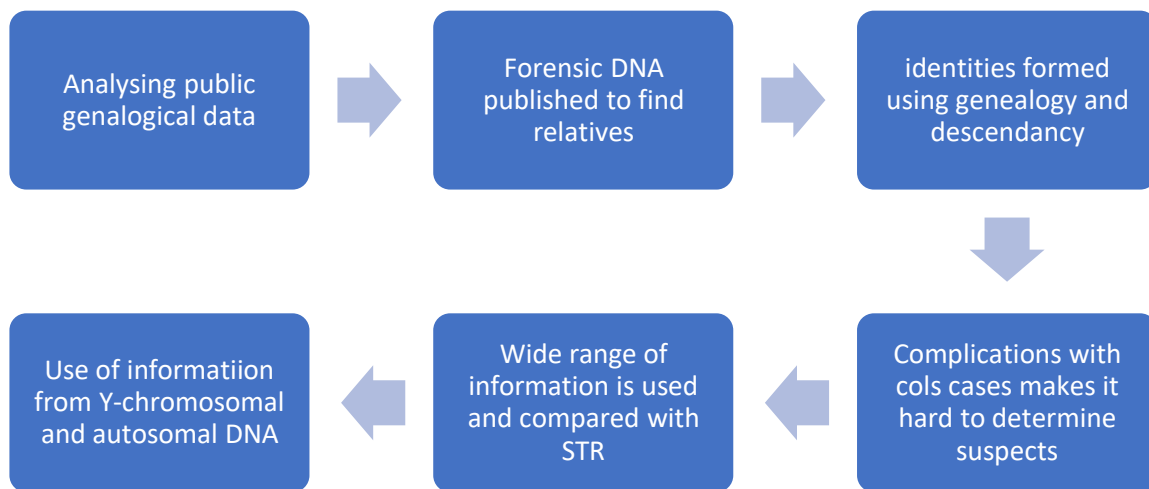 Analysing public
genalogical data
Forensic DNA
published to find
relatives
identities formed
using genealogy and
descendancy
Complications with
cols cases makes it
hard to determine
suspects
Wide range of
information is used
and compared with
STR
Use of informatiion
from Y-chromosomal
and autosomal DNA